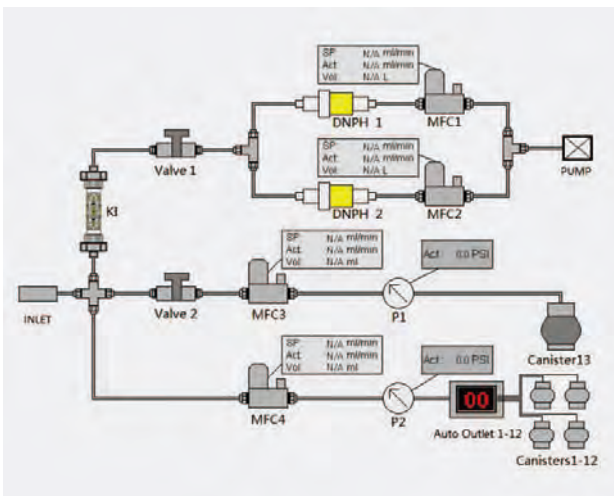 SP: N/A ml/min
Act: N/A ml/min
Vol: N/A L
DNPH 1
MFC1
Valve 1
SP: N/A ml/min
Act: N/A ml/min
Vol: N/A L
PUMP
KI
DNPH 2
MFC2
SP: N/A ml/min
Act: N/A ml/min
Vol: N/A ml
Act: 0.0 PSI
INLET
Valve 2
MFC3
P1
Canister13
SP: N/A ml/min
Act: N/A ml/min
Vol: N/A ml
Act: 0.0 PSI
00
MFC4
P2
Auto Outlet 1-12
Canisters1-12